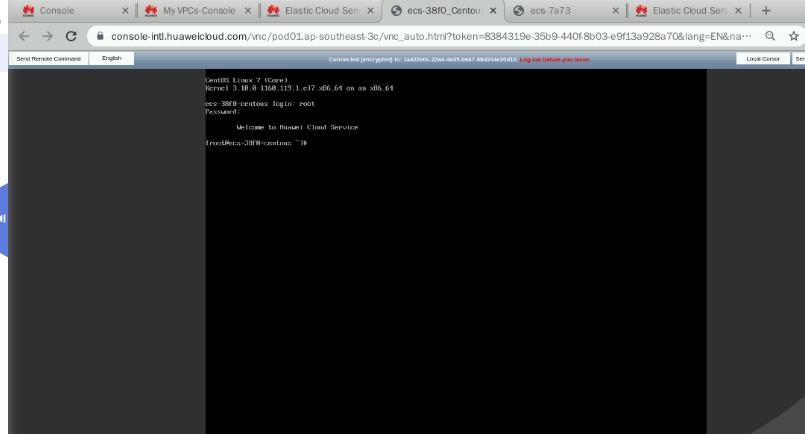 Console
My VPCs-Console
Elastic Cloud Serv
ecs-38f0_Centou
ecs-7a73
Elastic Cloud Serv
console-intl.huaweicloud.com/vnc/pod01.ap-southeast-3c/vnc_auto.html?token=8384319e-35b9-440f-8b03-e9f13a928a70&lang=EN&na…
Send Remote Command
English
Connected (encrypted) to: Log out before you leave.
Local Cursor
Ser
CentOS Linux 7 (Core)
Kernel 3.10.0-1160.119.1.el7.x86_64 on an x86_64
ecs-38f0-centous login: root
Password:
Welcome to Huawei Cloud Service
[root@ecs-38f0-centous ~]#